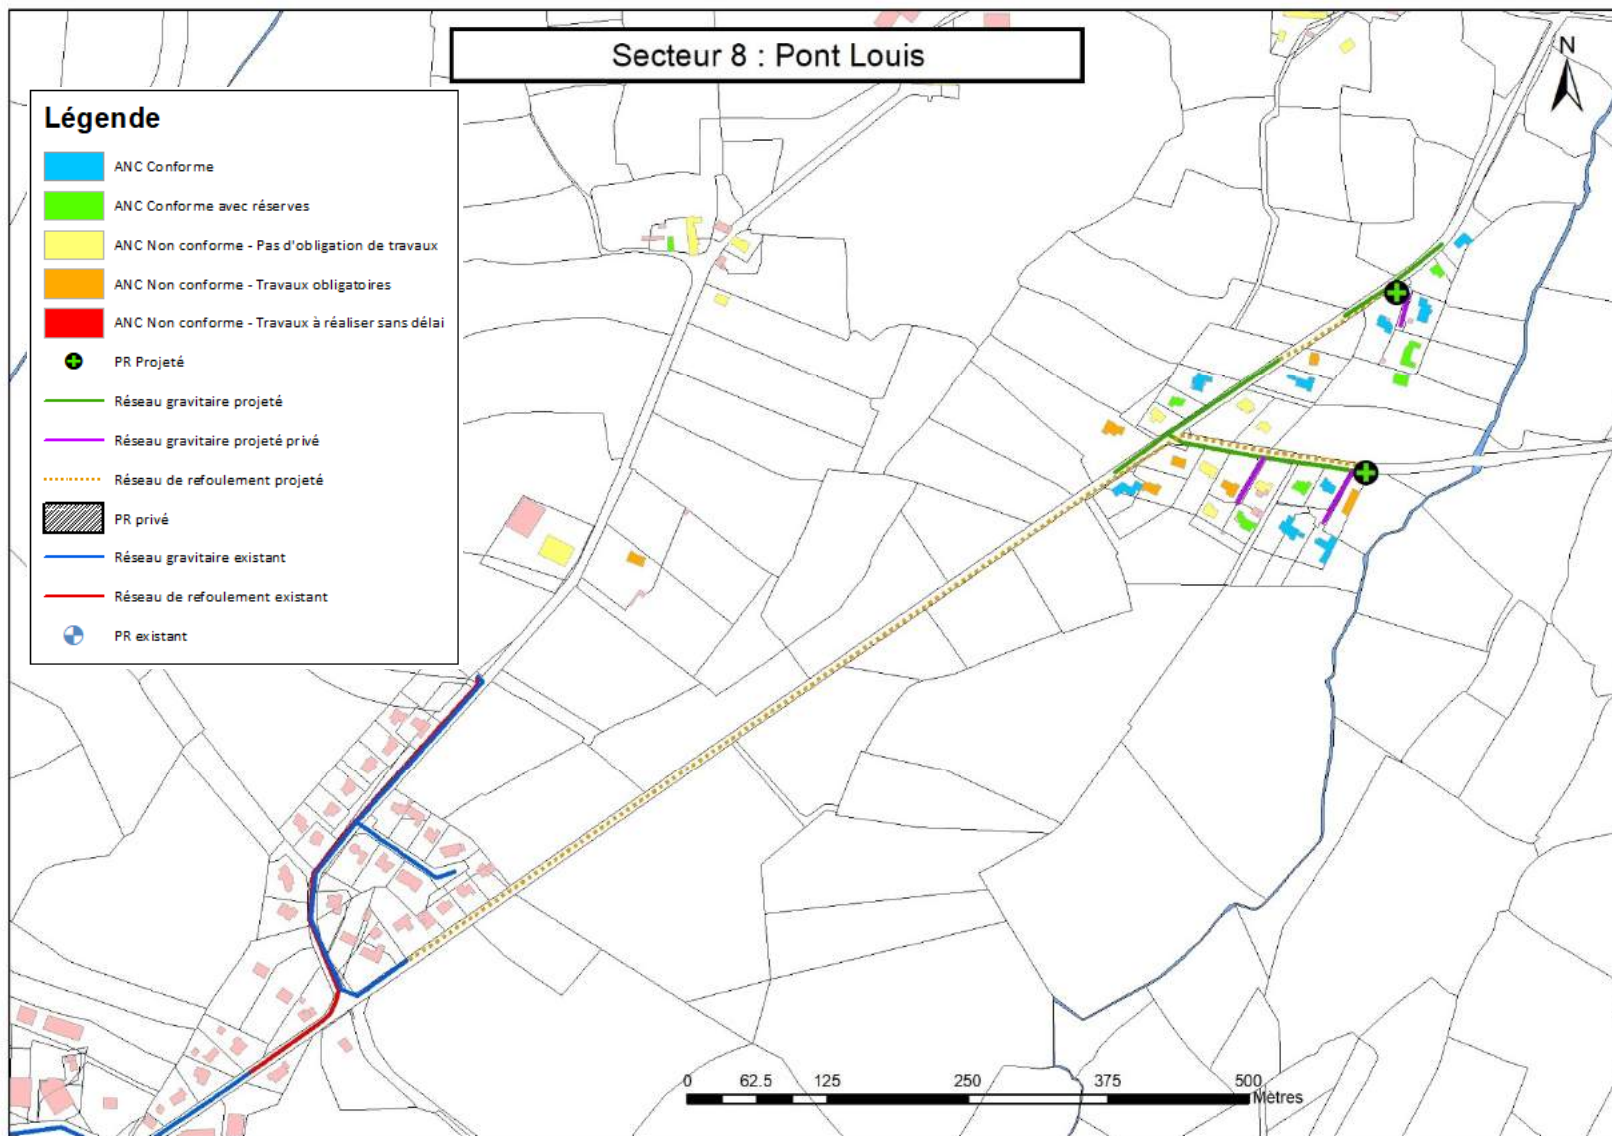 Secteur 8 : Pont Louis
N
Légende
ANC Conforme
ANC Conforme avec réserves
ANC Non conforme - Pas d'obligation de travaux
ANC Non conforme - Travaux obligatoires
ANC Non conforme - Travaux à réaliser sans délai
PR Projeté
Réseau gravitaire projeté
Réseau gravitaire projeté privé
Réseau de refoulement projeté
PR privé
Réseau gravitaire existant
Réseau de refoulement existant
PR existant
0 62.5 125 250 375 500
Mètres